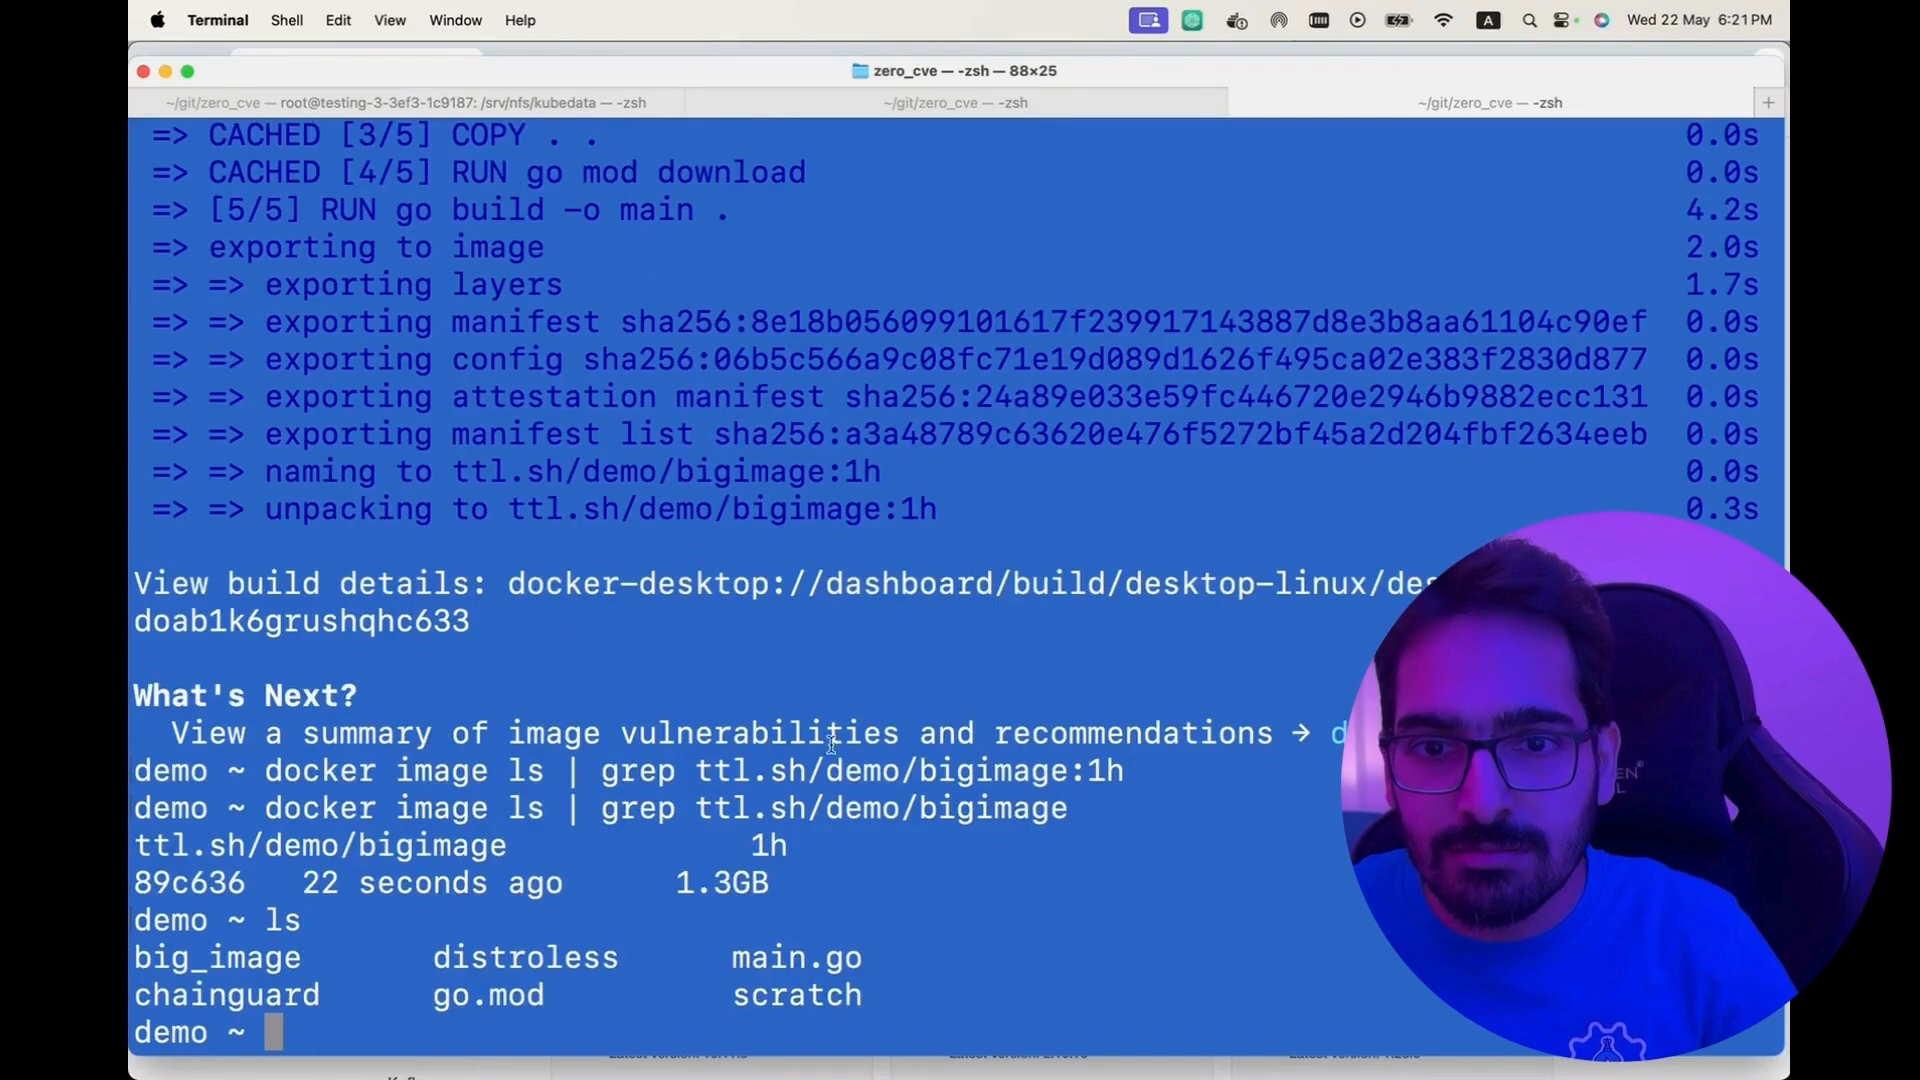 Terminal Shell Edit View Window Help A Wed 22 May 6:21 PM
zero_cve — -zsh — 88×25
~/git/zero_cve — root@testing-3-3ef3-1c9187: /srv/nfs/kubedata — -zsh ~/git/zero_cve — -zsh ~/git/zero_cve — -zsh +
=> CACHED [3/5] COPY . . 0.0s
=> CACHED [4/5] RUN go mod download 0.0s
=> [5/5] RUN go build -o main . 4.2s
=> exporting to image 2.0s
=> => exporting layers 1.7s
=> => exporting manifest sha256:8e18b056099101617f239917143887d8e3b8aa61104c90ef 0.0s
=> => exporting config sha256:06b5c566a9c08fc71e19d089d1626f495ca02e383f2830d877 0.0s
=> => exporting attestation manifest sha256:24a89e033e59fc446720e2946b9882ecc131 0.0s
=> => exporting manifest list sha256:a3a48789c63620e476f5272bf45a2d204fbf2634eeb 0.0s
=> => naming to ttl.sh/demo/bigimage:1h 0.0s
=> => unpacking to ttl.sh/demo/bigimage:1h 0.3s
View build details: docker-desktop://dashboard/build/desktop-linux/des
doab1k6grushqhc633
What's Next?
View a summary of image vulnerabilities and recommendations → d
demo ~ docker image ls | grep ttl.sh/demo/bigimage:1h
demo ~ docker image ls | grep ttl.sh/demo/bigimage
ttl.sh/demo/bigimage 1h
89c636 22 seconds ago 1.3GB
demo ~ ls
big_image distroless main.go
chainguard go.mod scratch
demo ~